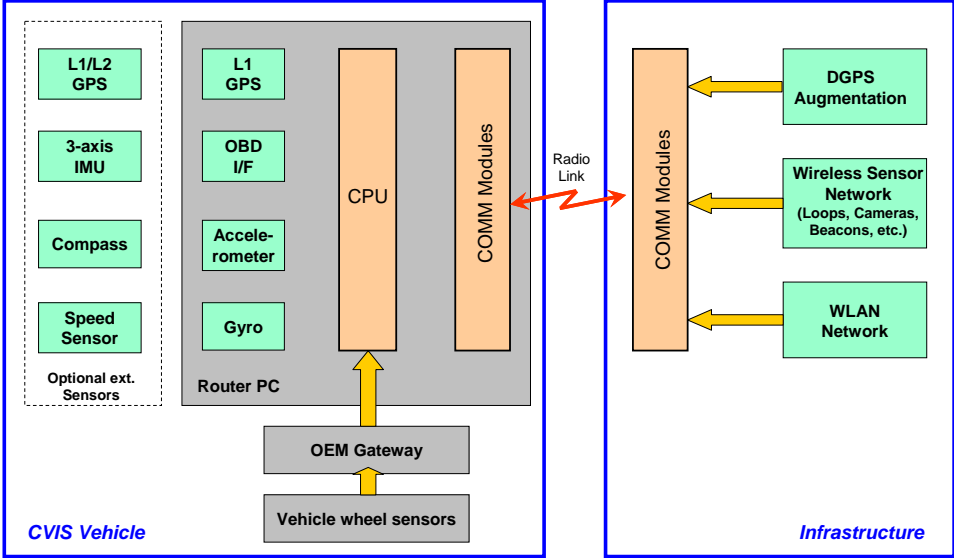 L1/L2
GPS
3-axis
IMU
Compass
Speed
Sensor
Optional ext.
Sensors
L1
GPS
OBD
I/F
Accele-
rometer
Gyro
Router PC
CPU
COMM Modules
OEM Gateway
Vehicle wheel sensors
CVIS Vehicle
Radio
Link
COMM Modules
DGPS
Augmentation
Wireless Sensor
Network
(Loops, Cameras,
Beacons, etc.)
WLAN
Network
Infrastructure